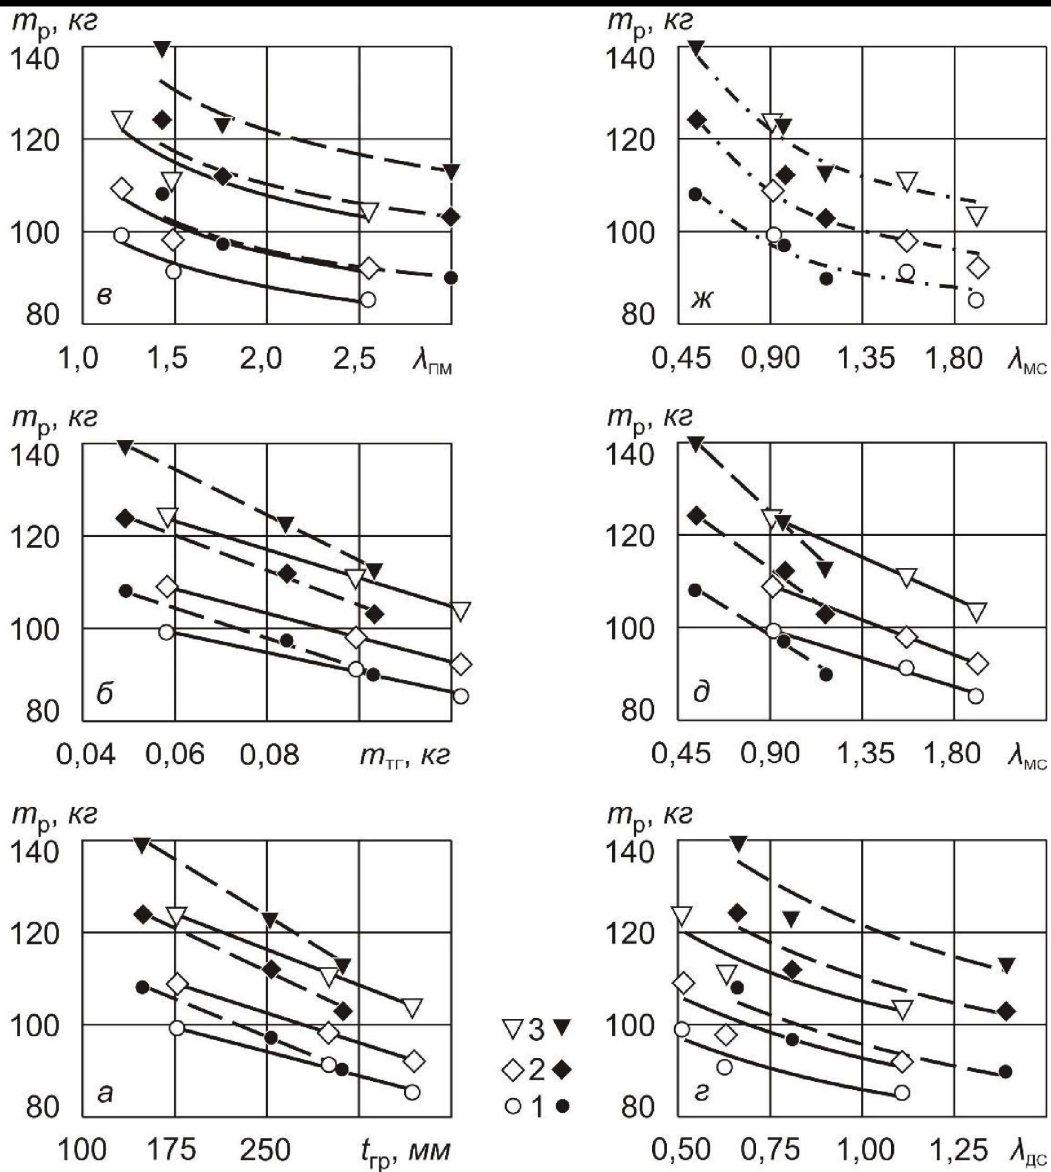 m_р, кг
140
120
100
80
в
1,0 1,5 2,0 2,5 λ_ПМ
m_р, кг
140
120
100
80
ж
0,45 0,90 1,35 1,80 λ_МС
m_р, кг
140
120
100
80
б
0,04 0,06 0,08 m_ТГ, кг
m_р, кг
140
120
100
80
д
0,45 0,90 1,35 1,80 λ_МС
m_р, кг
140
120
100
80
а
100 175 250 t_гр, мм
3
2
1
m_р, кг
140
120
100
80
г
0,50 0,75 1,00 1,25 λ_ДС